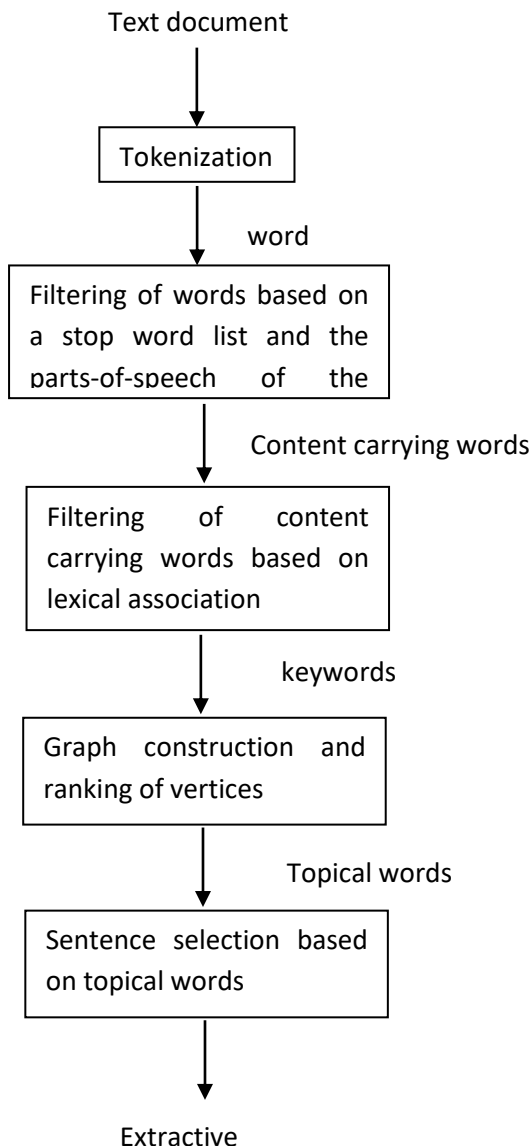 Text document
Tokenization
word
Filtering of words based on
a stop word list and the
parts-of-speech of the
Content carrying words
Filtering of content
carrying words based on
lexical association
keywords
Graph construction and
ranking of vertices
Topical words
Sentence selection based
on topical words
Extractive